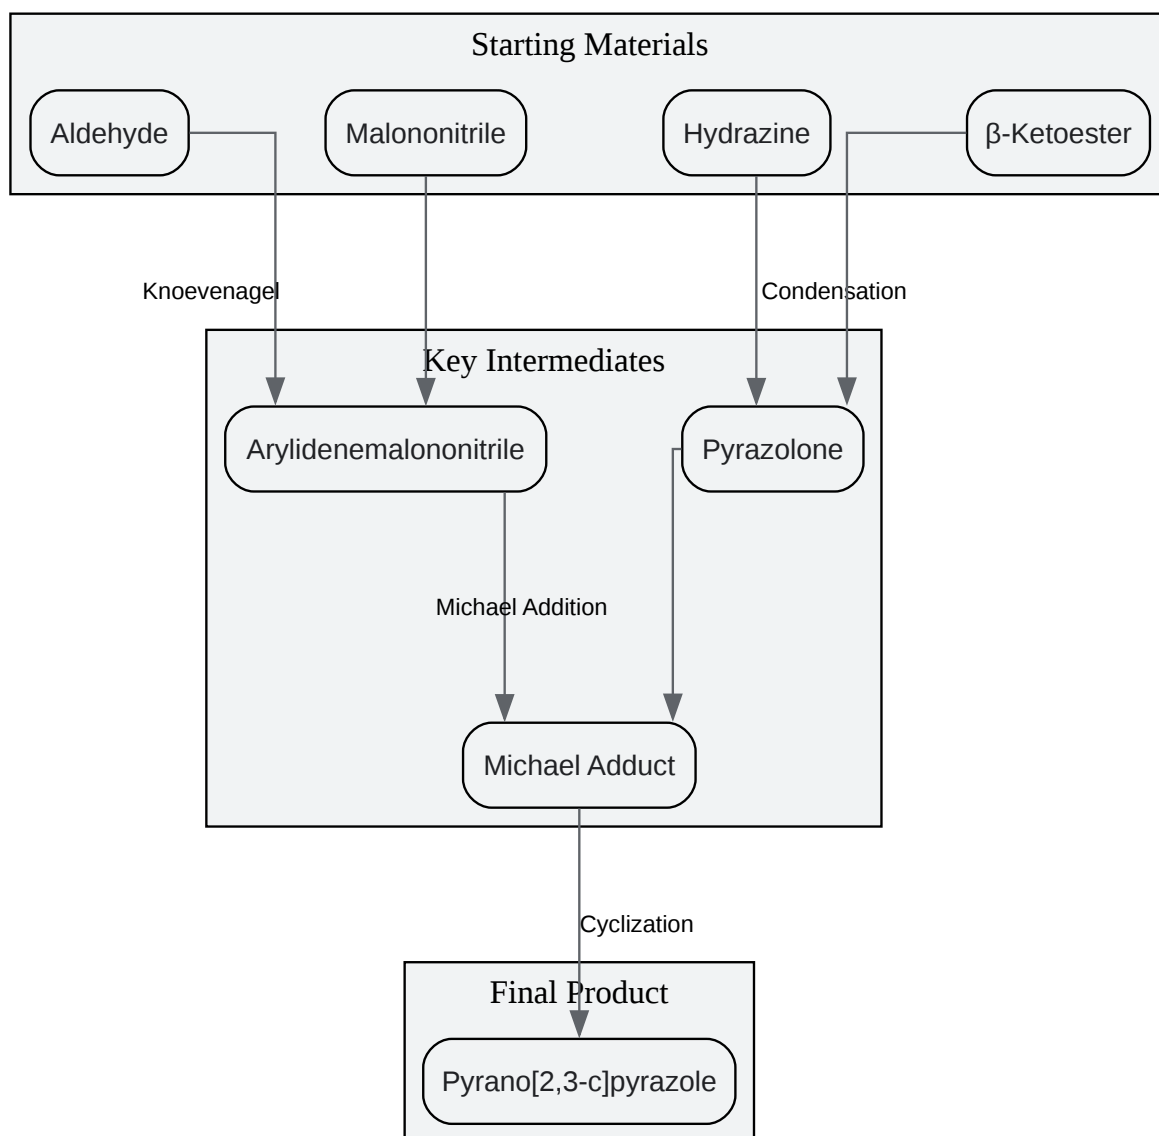 Starting Materials
Aldehyde
Malononitrile
Hydrazine
β-Ketoester
Knoevenagel
Condensation
Key Intermediates
Arylidenemalononitrile
Pyrazolone
Michael Addition
Michael Adduct
Cyclization
Final Product
Pyrano[2,3-c]pyrazole